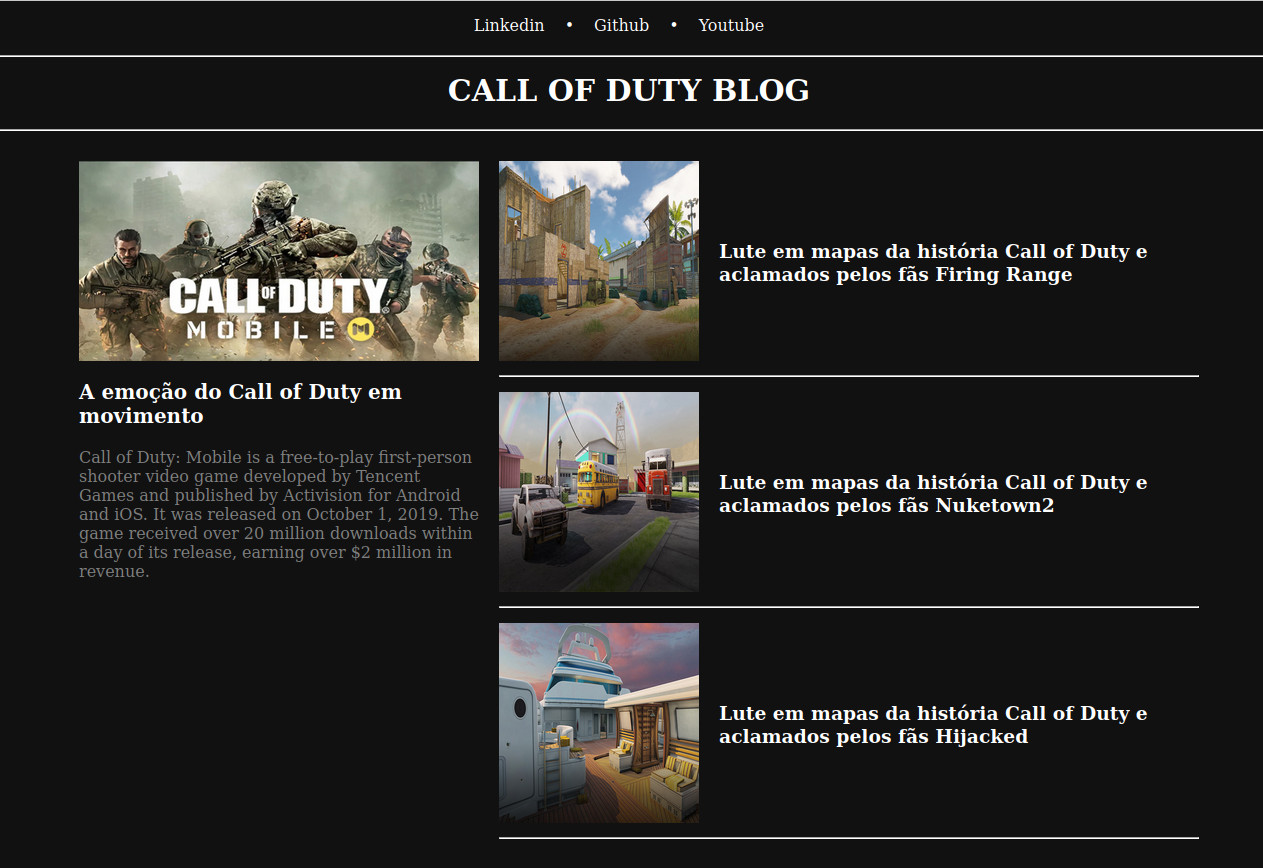 Linkedin • Github • Youtube
CALL OF DUTY BLOG
CALL OF DUTY
MOBILE
A emoção do Call of Duty em
movimento
Call of Duty: Mobile is a free-to-play first-person
shooter video game developed by Tencent
Games and published by Activision for Android
and iOS. It was released on October 1, 2019. The
game received over 20 million downloads within
a day of its release, earning over $2 million in
revenue.
Lute em mapas da história Call of Duty e
aclamados pelos fãs Firing Range
Lute em mapas da história Call of Duty e
aclamados pelos fãs Nuketown2
Lute em mapas da história Call of Duty e
aclamados pelos fãs Hijacked